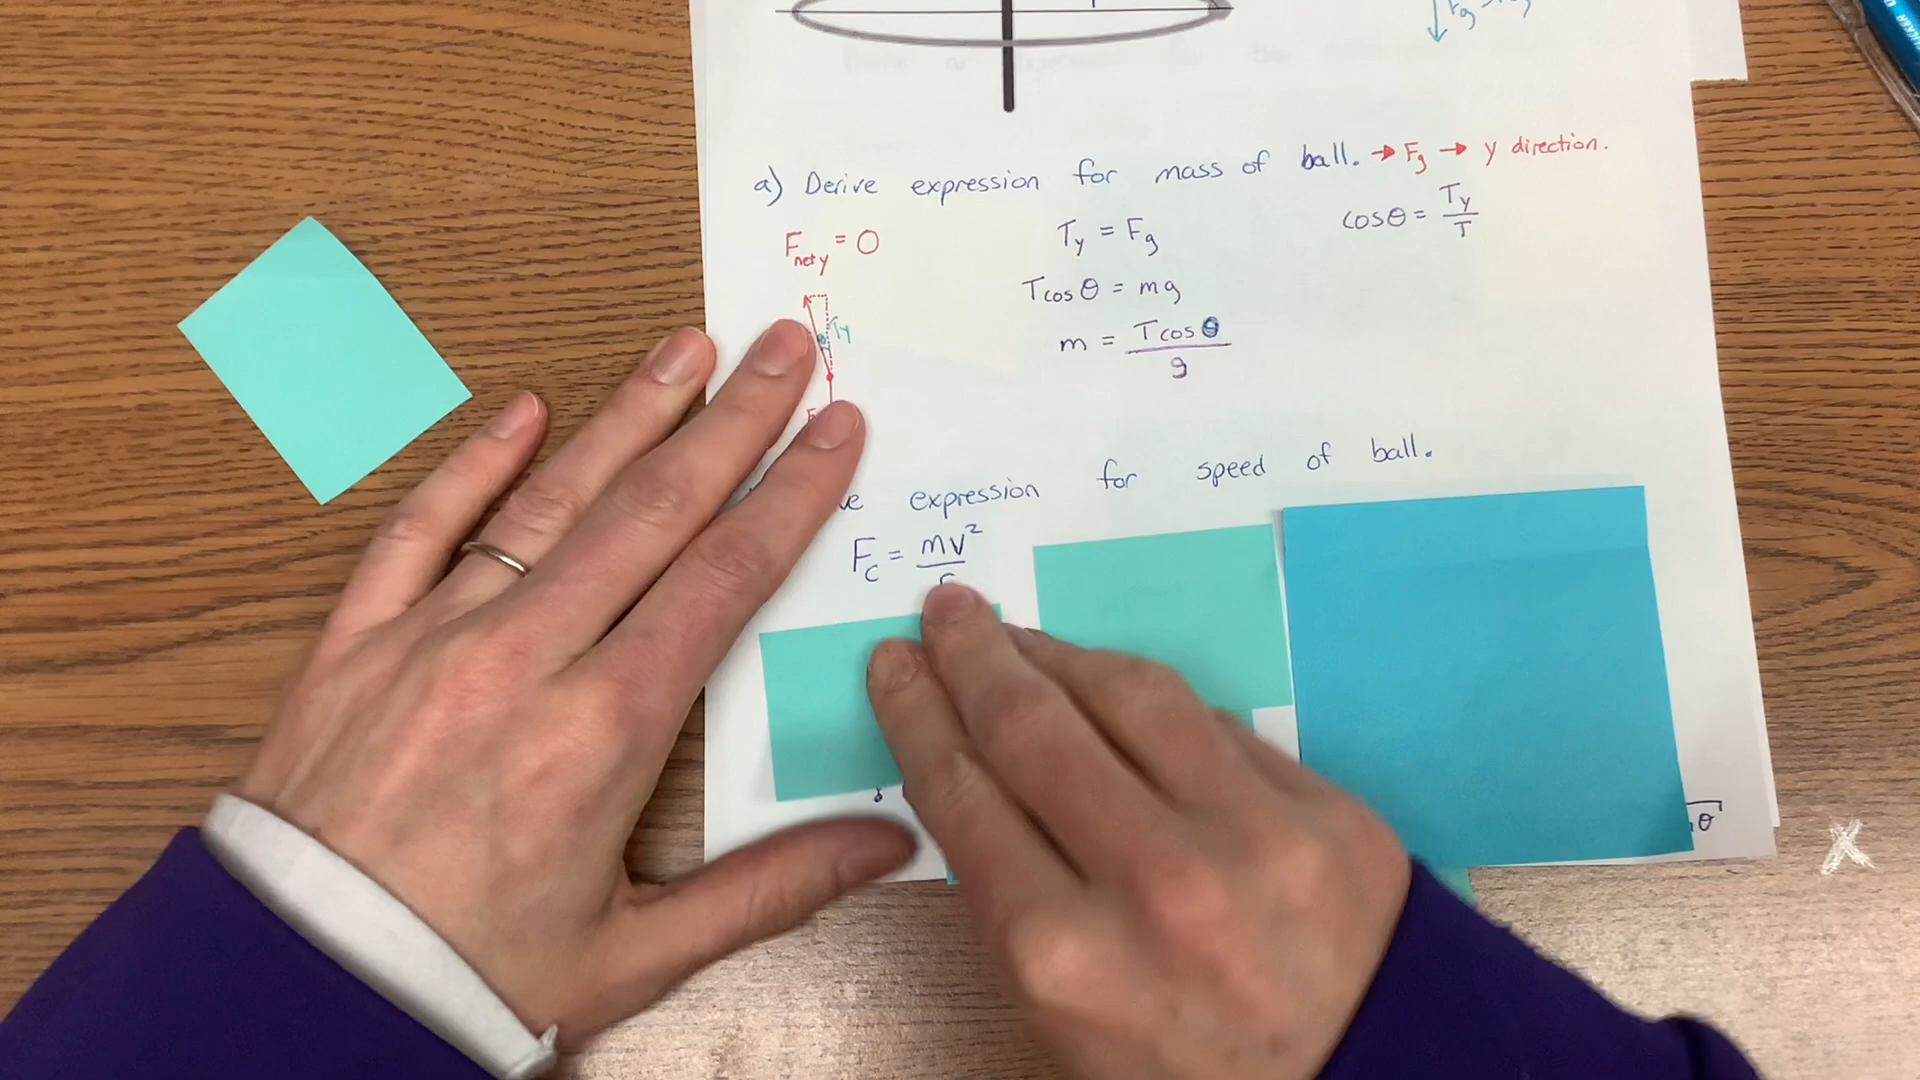 a) Derive expression for mass of ball. → Fg → y direction.
Fnet y = 0
Ty = Fg
cosθ = Ty/T
Tcosθ = mg
Ty
θ
m = Tcosθ/g
expression for speed of ball.
Fc = mv²/r
θ